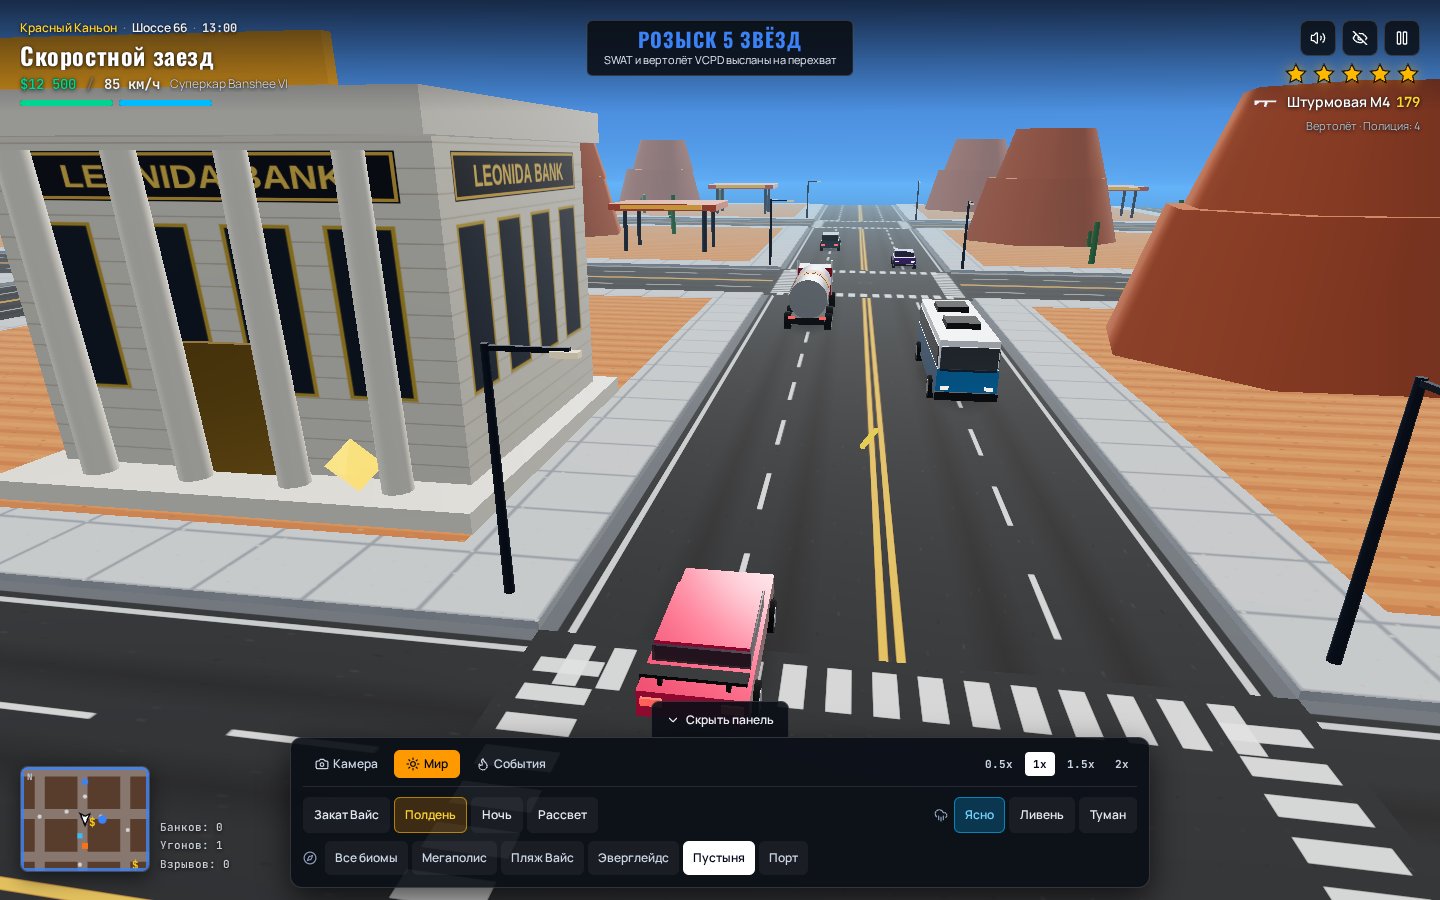 Красный Каньон · Шоссе 66 · 13:00
Скоростной заезд
$12 500 / 85 км/ч Суперкар Banshee VI
РОЗЫСК 5 ЗВЁЗД
SWAT и вертолёт VCPD высланы на перехват
Штурмовая М4 179
Вертолёт · Полиция: 4
LEONIDA BANK
LEONIDA BANK
$
Скрыть панель
Камера
Мир
События
0.5x
1x
1.5x
2x
Закат Вайс
Полдень
Ночь
Рассвет
Ясно
Ливень
Туман
Все биомы
Мегаполис
Пляж Вайс
Эверглейдс
Пустыня
Порт
N
$
Банков: 0
Угонов: 1
Взрывов: 0